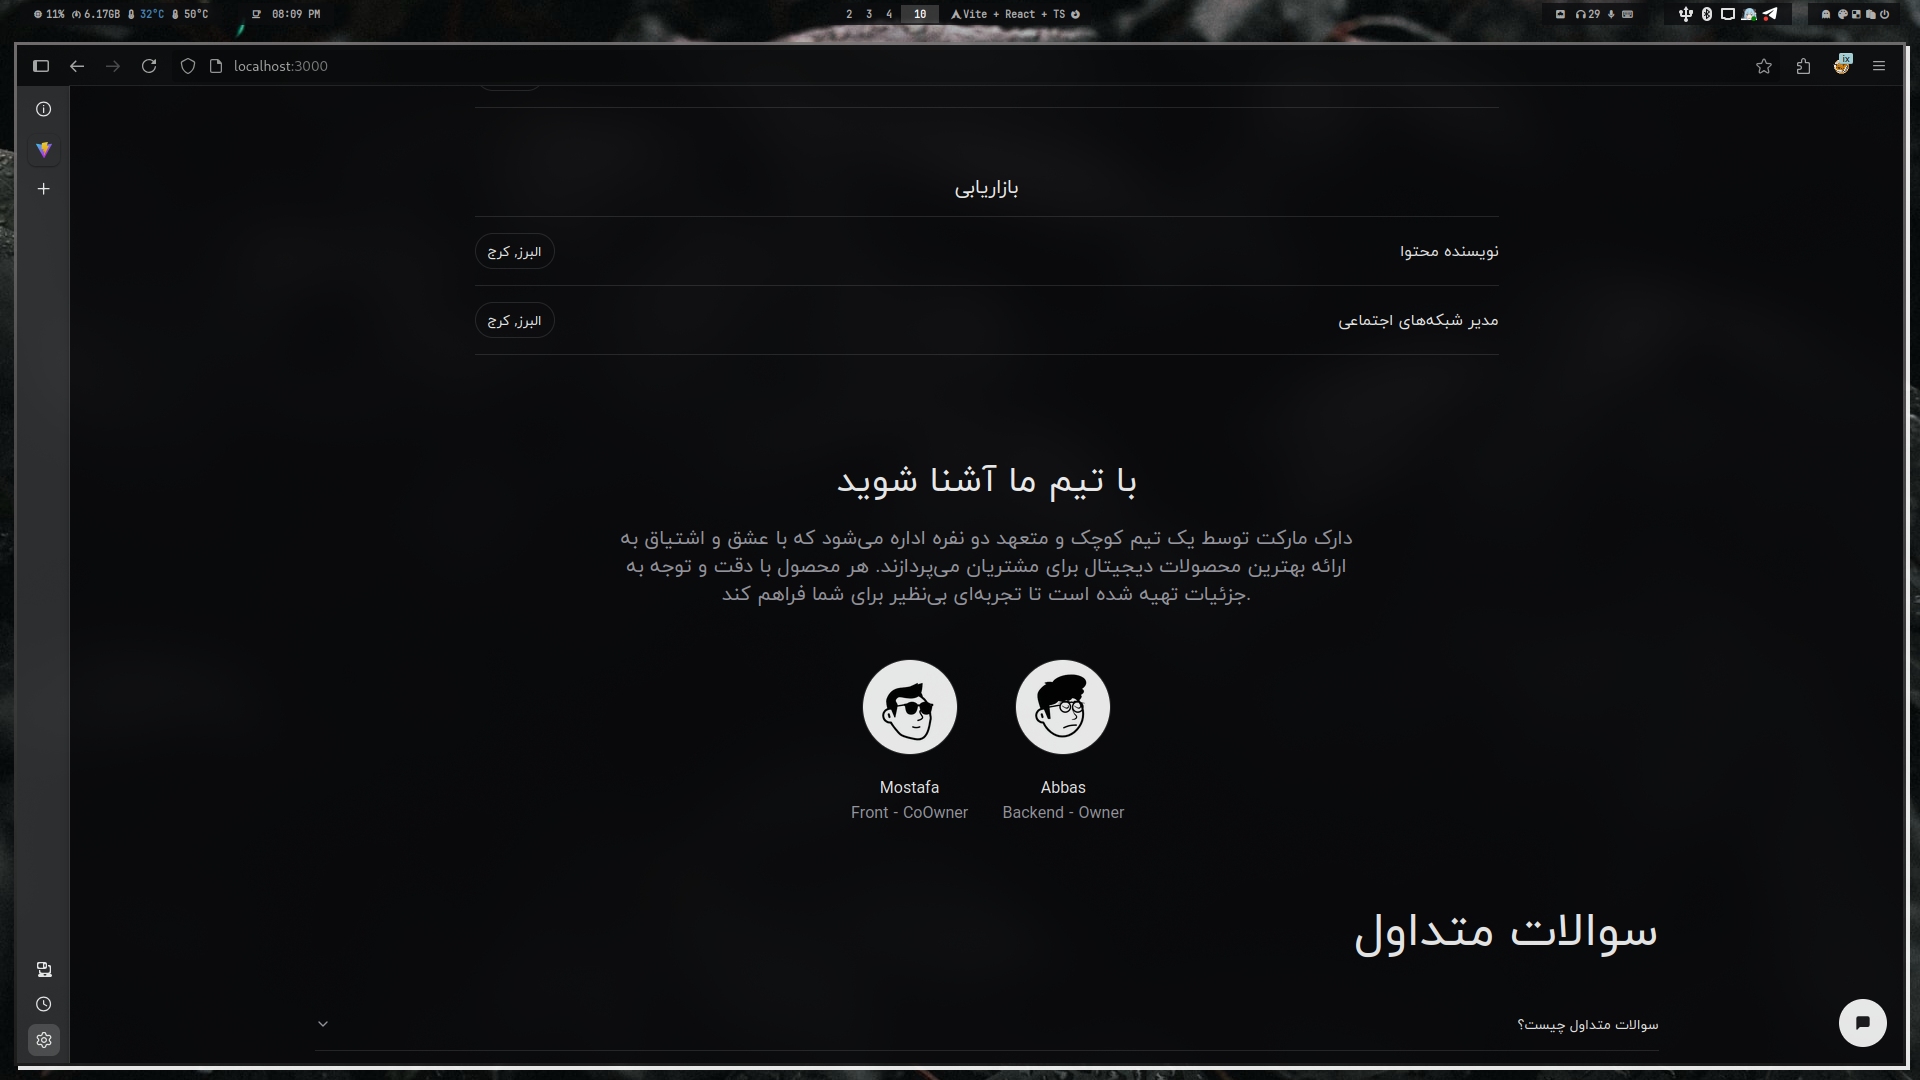 11% 6.17GB 32°C 50°C 08:09 PM 2 3 4 10 Vite + React + TS 29
localhost:3000
ix
بازاریابی
نویسنده محتوا
البرز, کرج
مدیر شبکه‌های اجتماعی
البرز, کرج
با تیم ما آشنا شوید
دارک مارکت توسط یک تیم کوچک و متعهد دو نفره اداره می‌شود که با عشق و اشتیاق به
ارائه بهترین محصولات دیجیتال برای مشتریان می‌پردازند. هر محصول با دقت و توجه به
جزئیات تهیه شده است تا تجربه‌ای بی‌نظیر برای شما فراهم کند.
Mostafa
Front - CoOwner
Abbas
Backend - Owner
سوالات متداول
سوالات متداول چیست؟